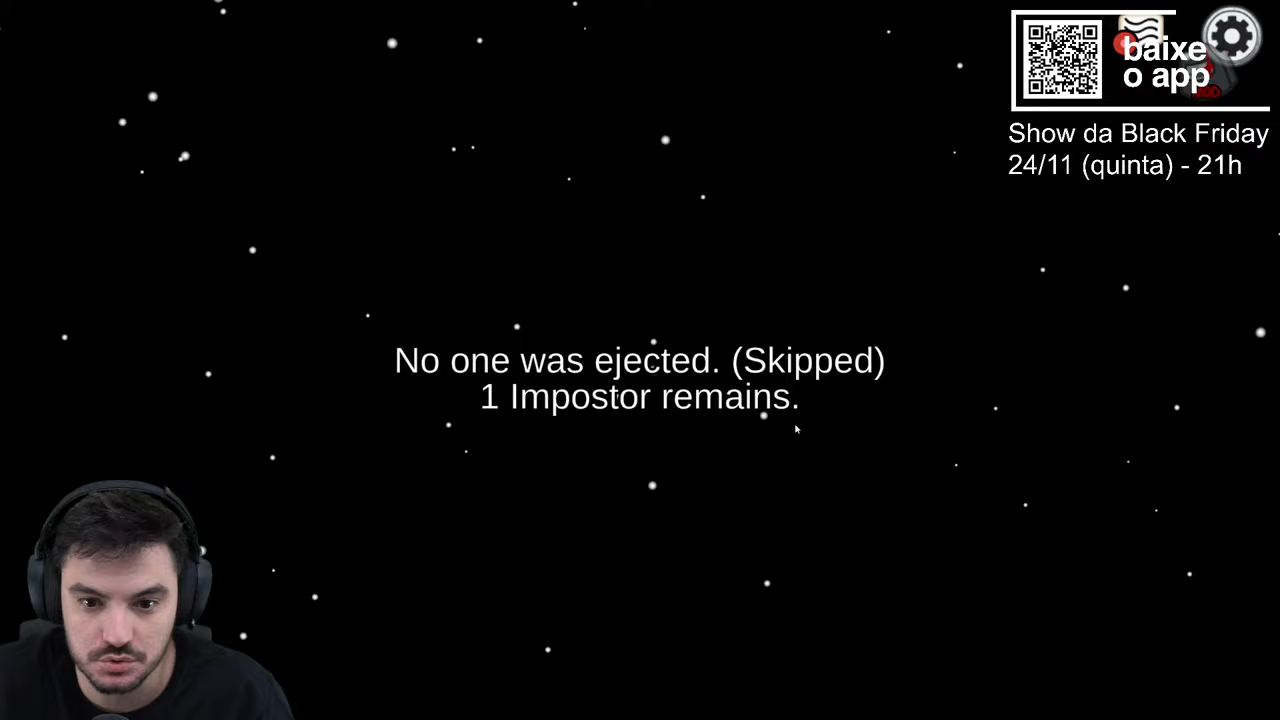 baixe
o app
Show da Black Friday
24/11 (quinta) - 21h
No one was ejected. (Skipped)
1 Impostor remains.